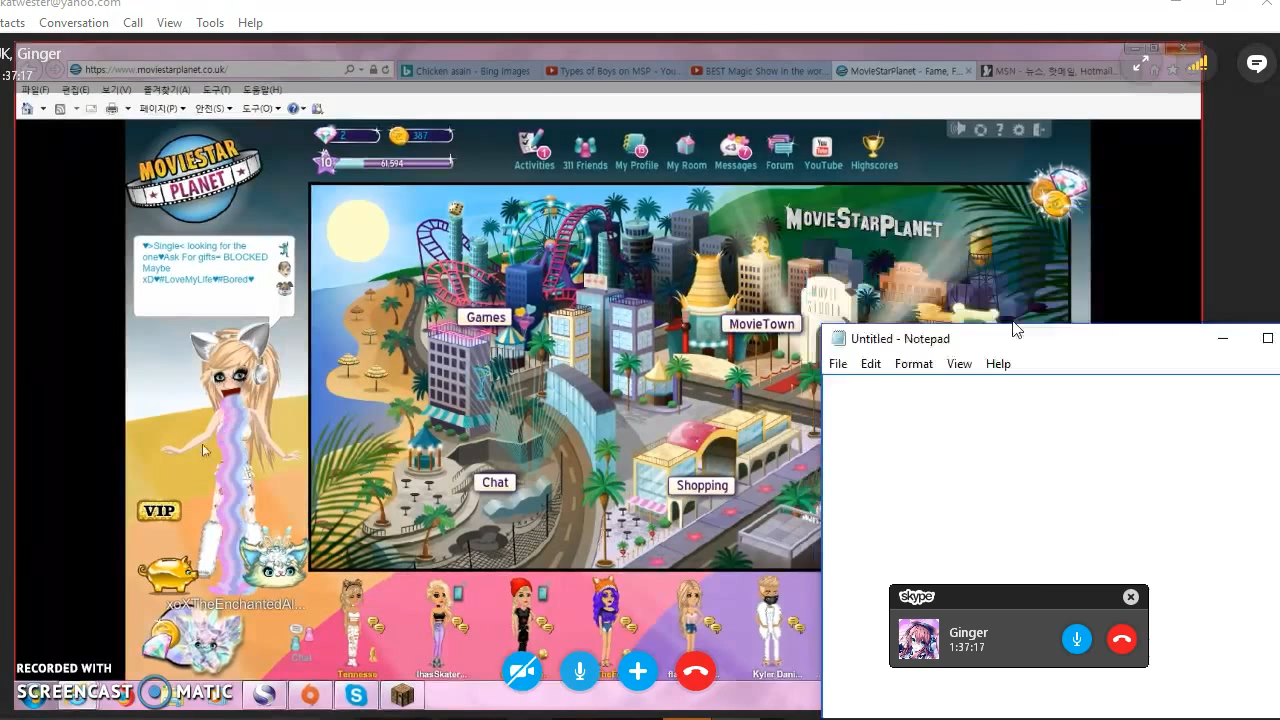 katwester@yahoo.com
tacts Conversation Call View Tools Help
K, Ginger
:37:17
https://www.moviestarplanet.co.uk/
Chicken asain - Bing images
Types of Boys on MSP - You...
BEST Magic Show in the wor...
MovieStarPlanet - Fame, F...
MSN - 뉴스, 핫메일, Hotmail...
파일(F) 편집(E) 보기(V) 즐겨찾기(A) 도구(T) 도움말(H)
페이지(P) 안전(S) 도구(O)
MOVIESTAR
PLANET
2 387
10 61,594
1 13 <3 7 You Tube
Activities 311 Friends My Profile My Room Messages Forum YouTube Highscores
♥>Single< looking for the
one♥Ask For gifts= BLOCKED
Maybe
xD♥#LoveMyLife♥#Bored♥
MOVIESTARPLANET
Games
MovieTown
Chat
Shopping
VIP
xoXTheEnchantedAl...
Chat
Tennesse
IhasSkater...
Kyler Dani...
Untitled - Notepad
File Edit Format View Help
skype
Ginger
1:37:17
RECORDED WITH
SCREENCAST MATIC